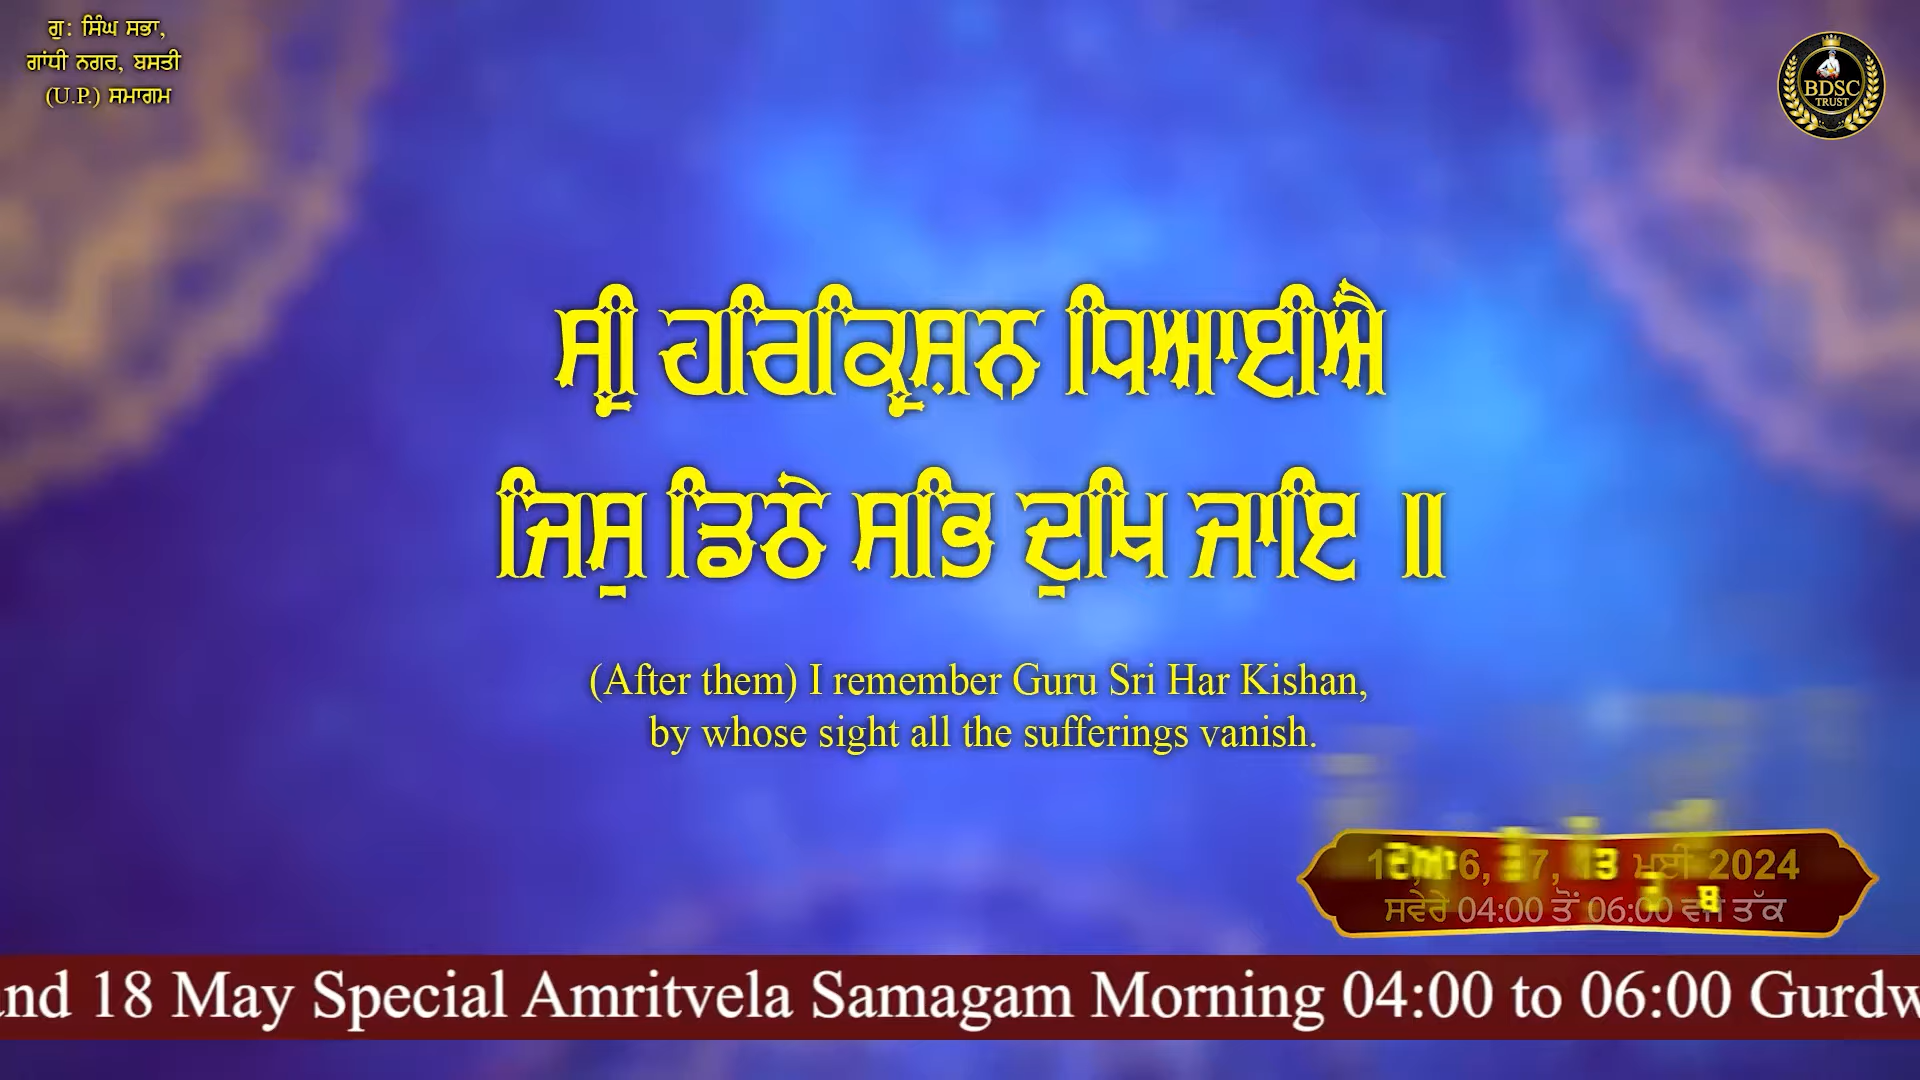 ਗੁ: ਸਿੰਘ ਸਭਾ,
ਗਾਂਧੀ ਨਗਰ, ਬਸਤੀ
(U.P.) ਸਮਾਗਮ
BDSC
TRUST
ਸ੍ਰੀ ਹਰਿਕ੍ਰਿਸ਼ਨ ਧਿਆਈਐ
ਜਿਸੁ ਡਿਠੇ ਸਭਿ ਦੁਖਿ ਜਾਇ ॥
(After them) I remember Guru Sri Har Kishan,
by whose sight all the sufferings vanish.
ਮਈ 2024
ਸਵੇਰੇ 04:00 ਤੋਂ 06:00 ਵਜੇ ਤੱਕ
18 May Special Amritvela Samagam Morning 04:00 to 06:00